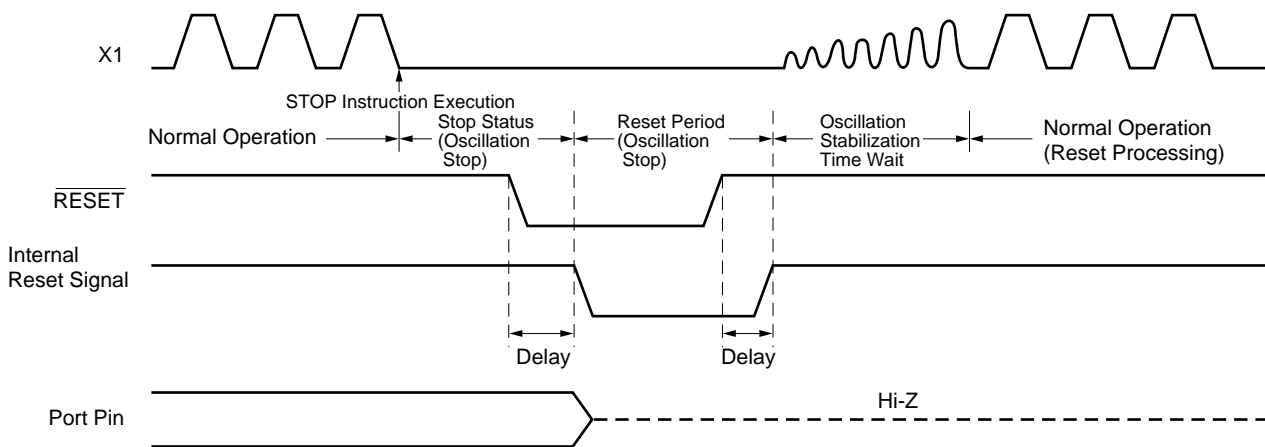 X1
STOP Instruction Execution
Normal Operation
Stop Status
(Oscillation
Stop)
Reset Period
(Oscillation
Stop)
Oscillation
Stabilization
Time Wait
Normal Operation
(Reset Processing)
RESET
Internal
Reset Signal
Delay
Delay
Port Pin
Hi-Z